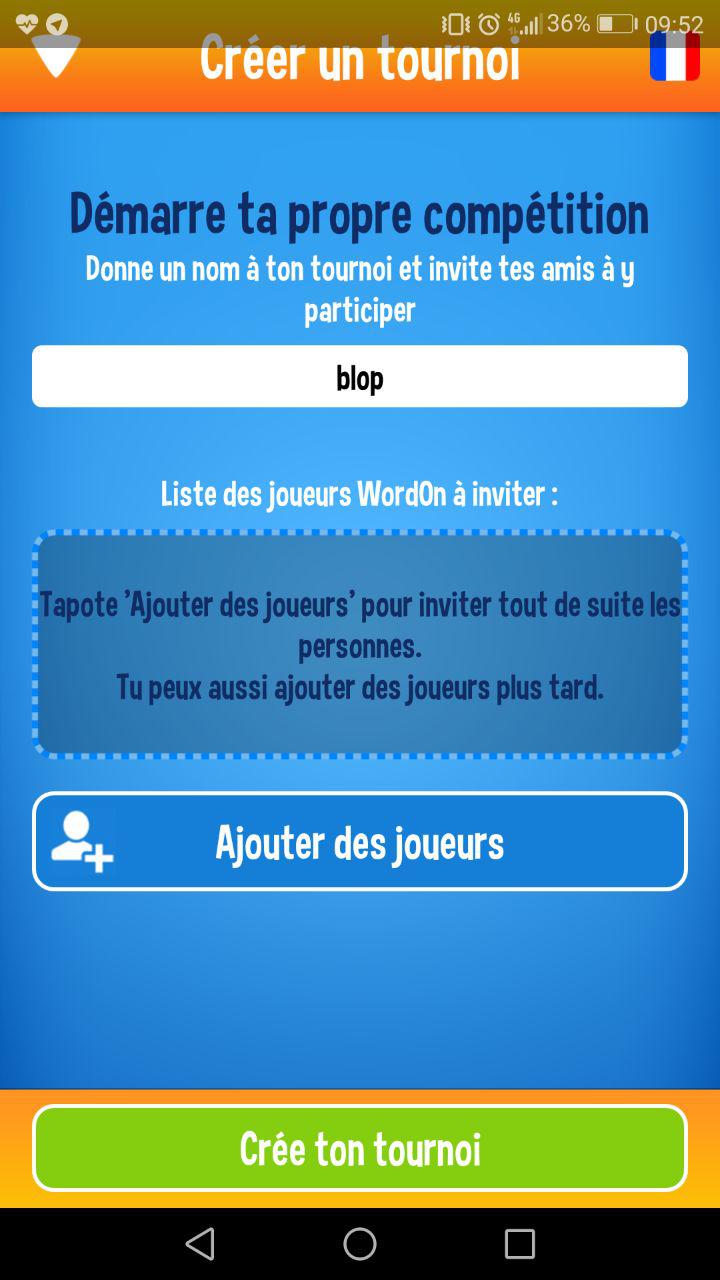 4G 36% 09:52
Créer un tournoi
Démarre ta propre compétition
Donne un nom à ton tournoi et invite tes amis à y
participer
blop
Liste des joueurs WordOn à inviter :
Tapote 'Ajouter des joueurs' pour inviter tout de suite les
personnes.
Tu peux aussi ajouter des joueurs plus tard.
Ajouter des joueurs
Crée ton tournoi